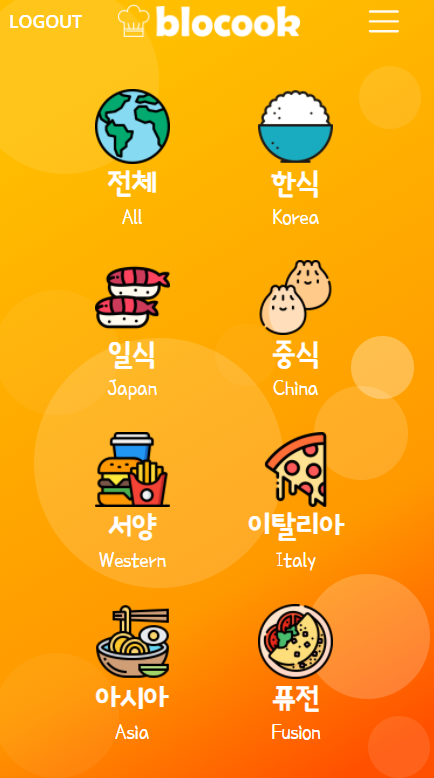 LOGOUT
blocook
전체
All
한식
Korea
일식
Japan
중식
China
서양
Western
이탈리아
Italy
아시아
Asia
퓨전
Fusion